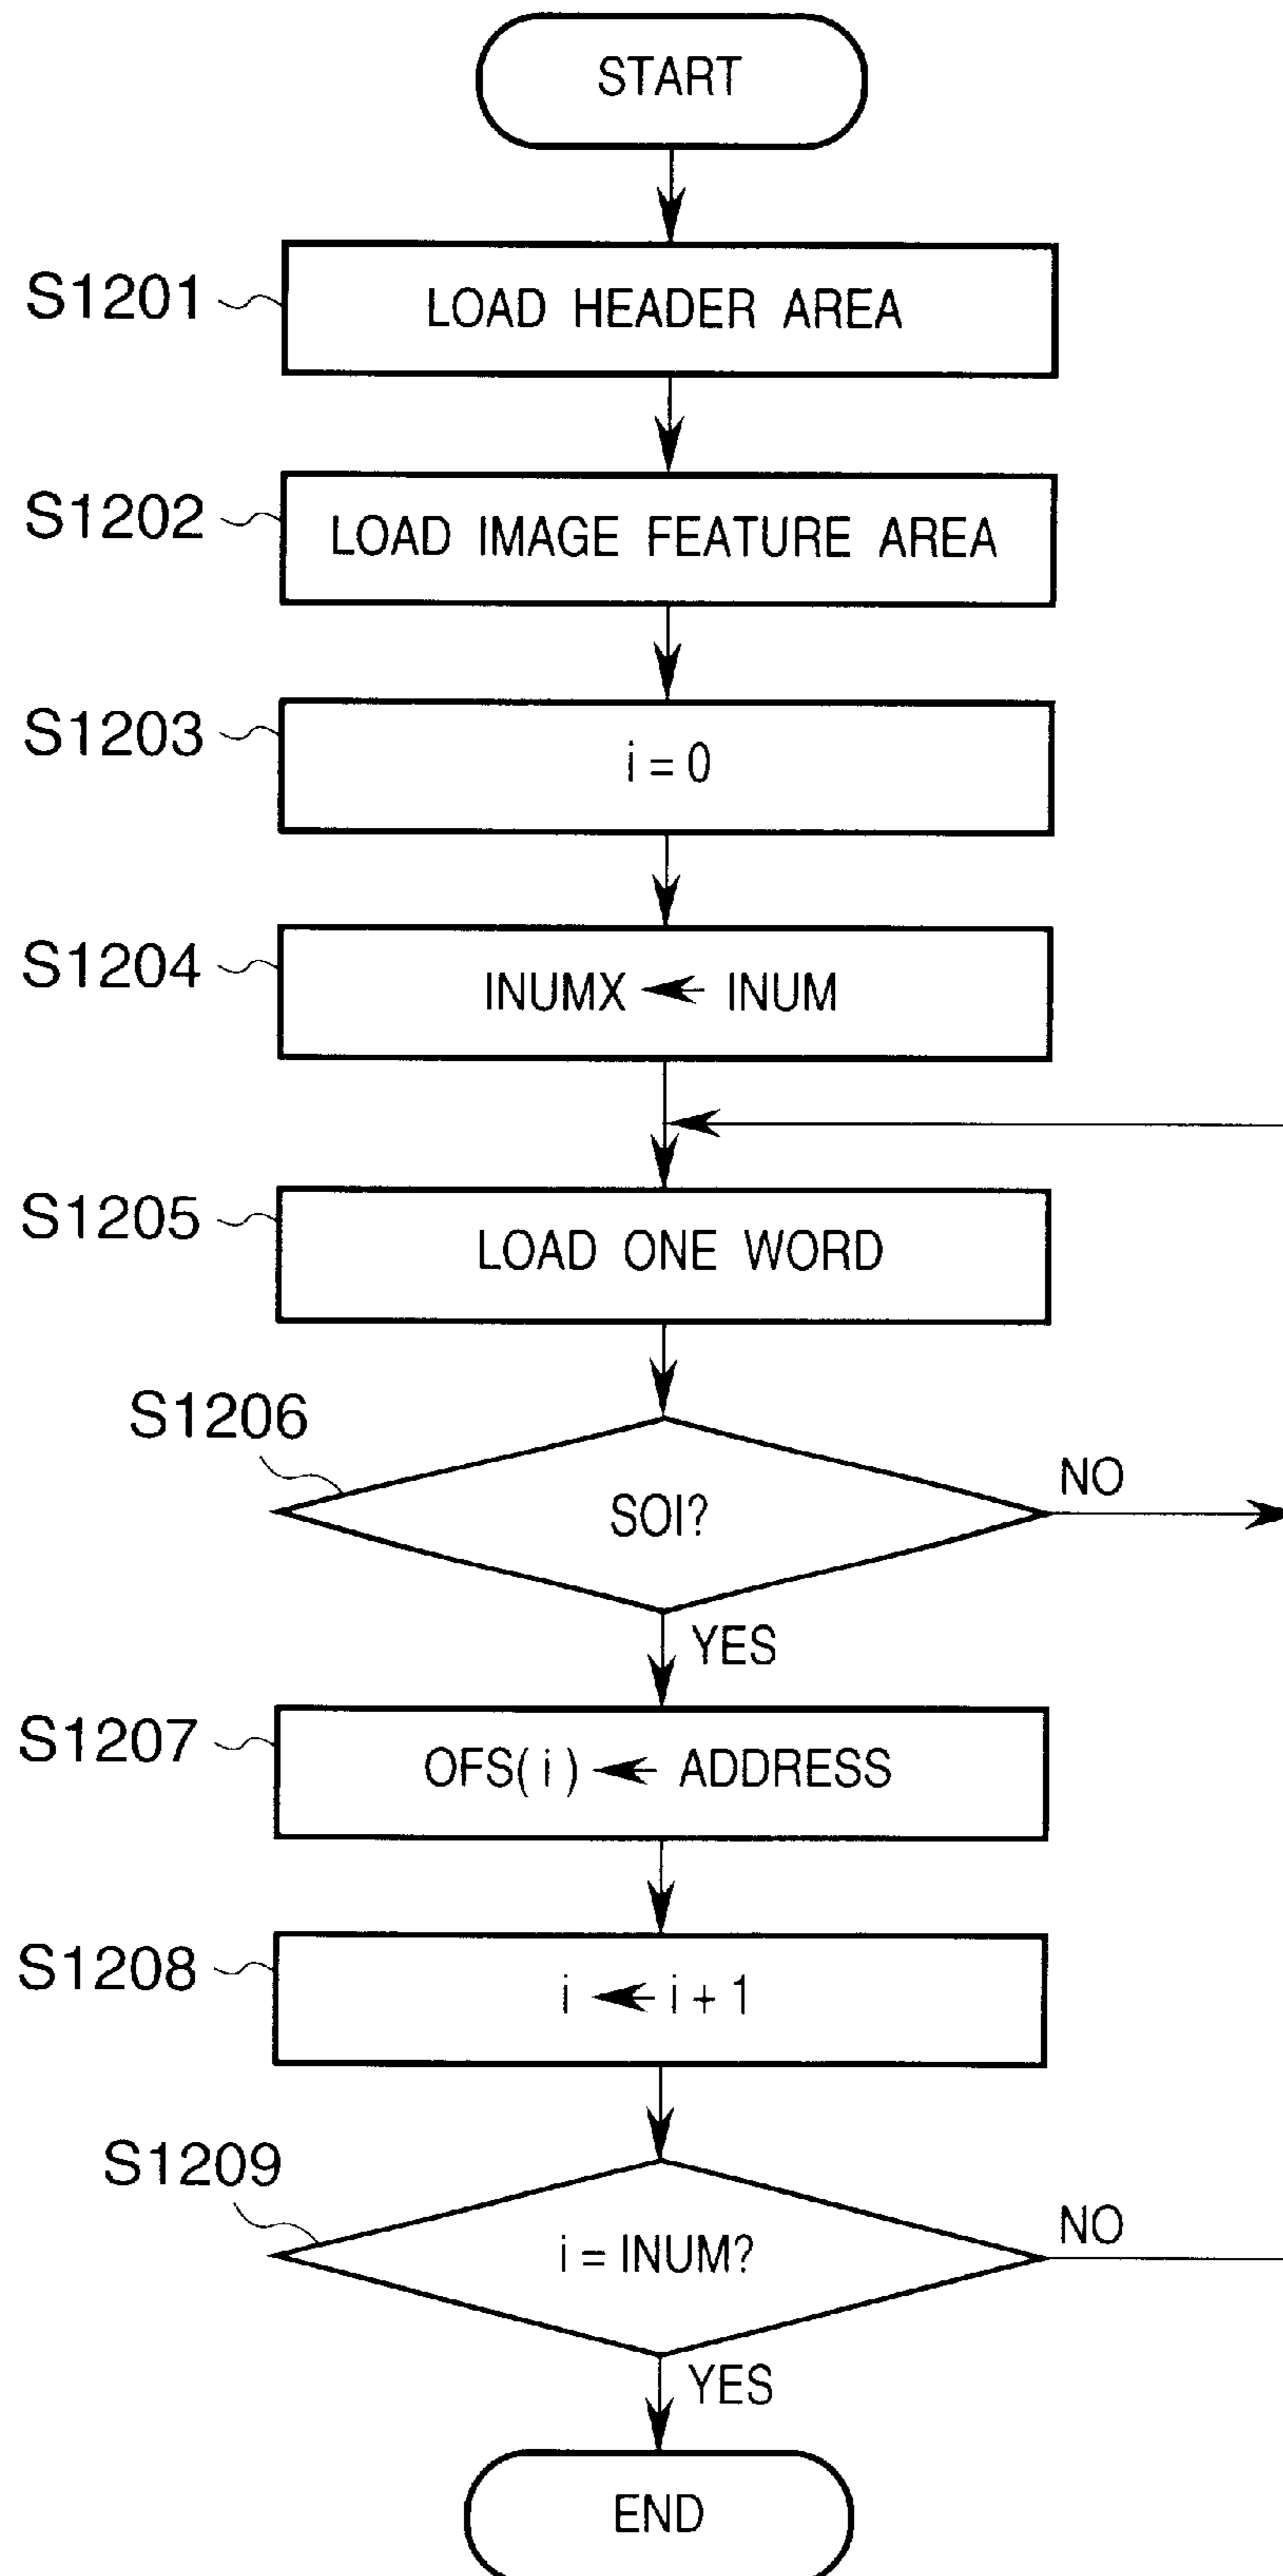 START
S1201
LOAD HEADER AREA
S1202
LOAD IMAGE FEATURE AREA
S1203
i = 0
S1204
INUMX ← INUM
S1205
LOAD ONE WORD
S1206
SOI?
NO
YES
S1207
OFS( i ) ← ADDRESS
S1208
i ← i + 1
S1209
i = INUM?
NO
YES
END